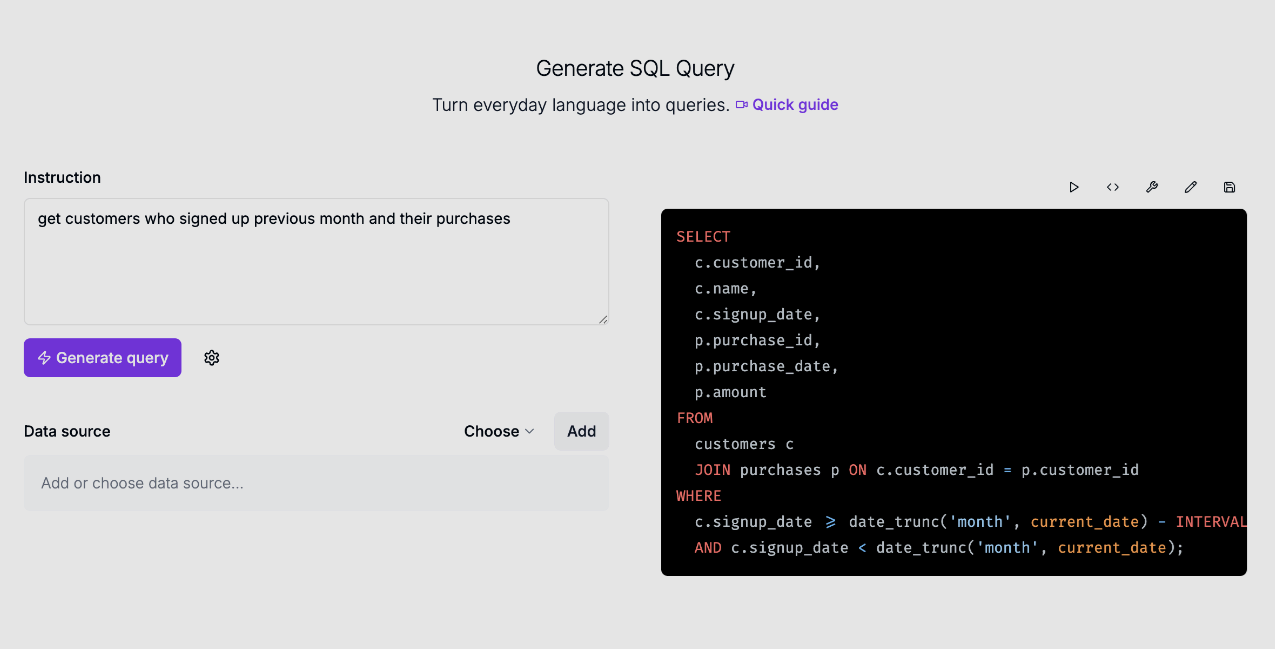 Generate SQL Query
Turn everyday language into queries. Quick guide
Instruction
get customers who signed up previous month and their purchases
Generate query
Data source
Choose
Add
Add or choose data source...
SELECT
c.customer_id,
c.name,
c.signup_date,
p.purchase_id,
p.purchase_date,
p.amount
FROM
customers c
JOIN purchases p ON c.customer_id = p.customer_id
WHERE
c.signup_date >= date_trunc('month', current_date) - INTERVAL
AND c.signup_date < date_trunc('month', current_date);